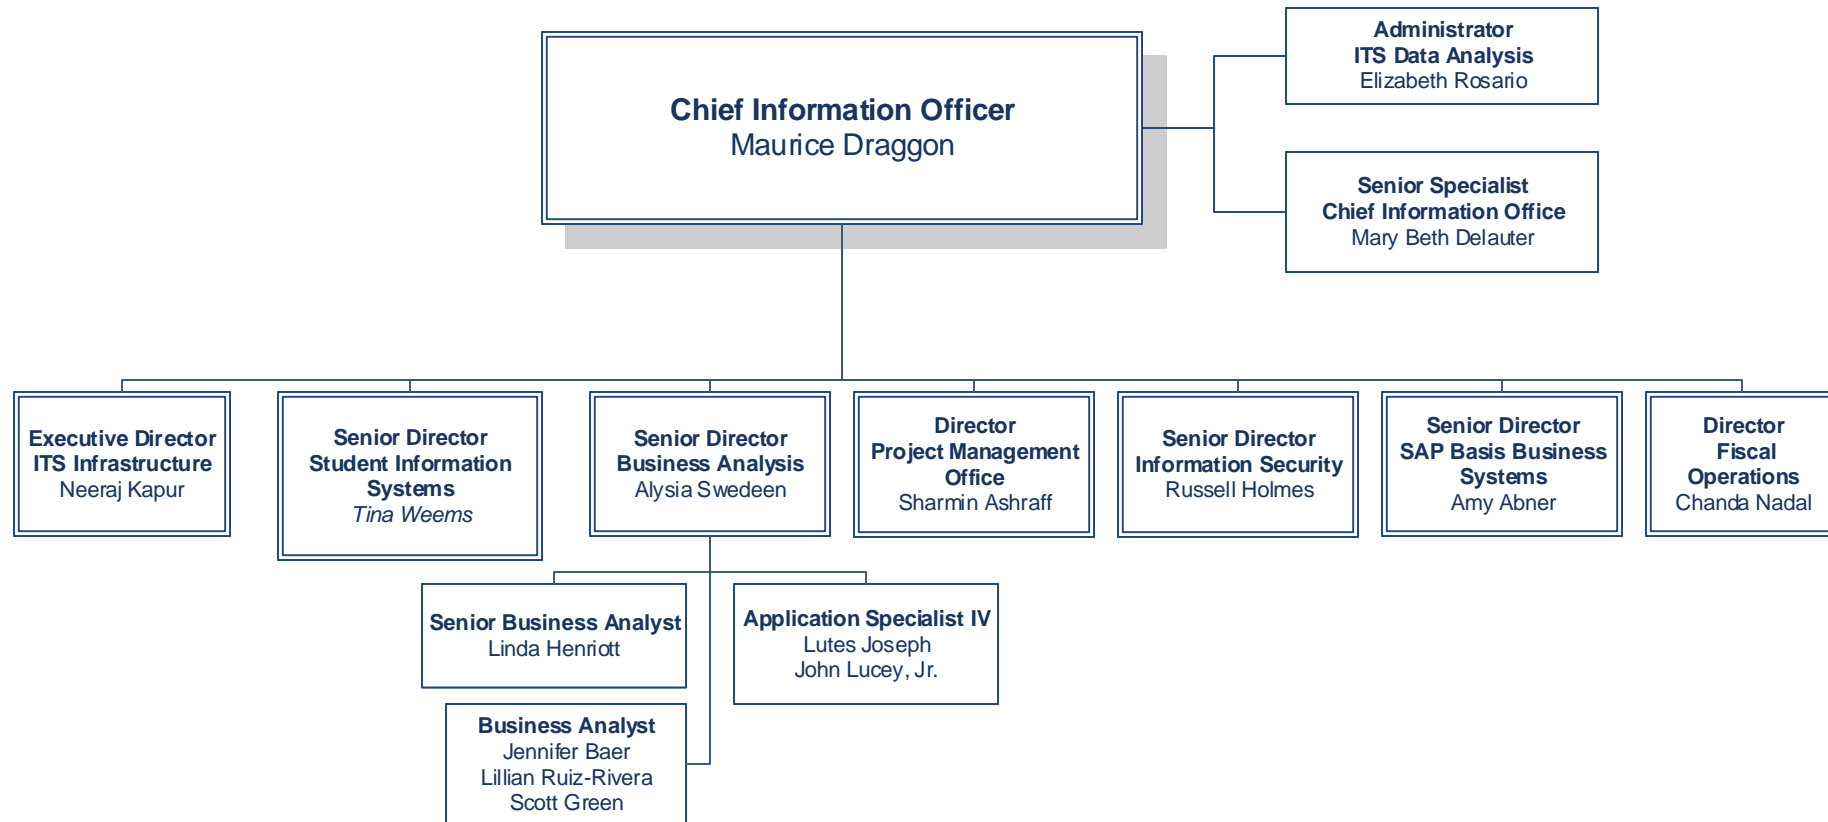 Chief Information Officer
Maurice Draggon
Administrator
ITS Data Analysis
Elizabeth Rosario
Senior Specialist
Chief Information Office
Mary Beth Delauter
Executive Director
ITS Infrastructure
Neeraj Kapur
Senior Director
Student Information
Systems
Tina Weems
Senior Director
Business Analysis
Alysia Swedeen
Director
Project Management
Office
Sharmin Ashraff
Senior Director
Information Security
Russell Holmes
Senior Director
SAP Basis Business
Systems
Amy Abner
Director
Fiscal
Operations
Chanda Nadal
Senior Business Analyst
Linda Henriott
Application Specialist IV
Lutes Joseph
John Lucey, Jr.
Business Analyst
Jennifer Baer
Lillian Ruiz-Rivera
Scott Green